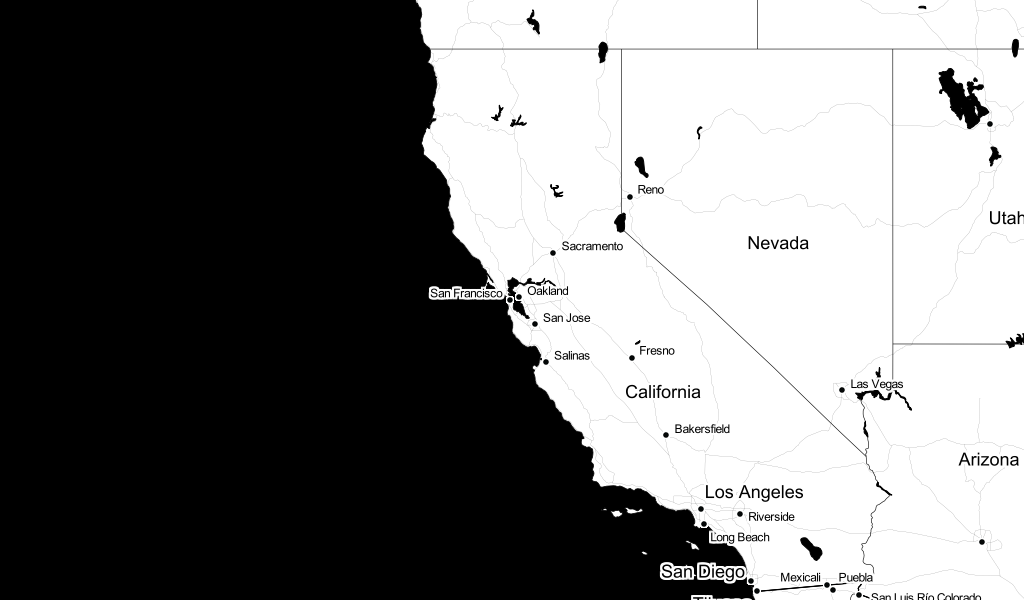 Reno
Utah
Nevada
Sacramento
San Francisco
Oakland
San Jose
Salinas
Fresno
Las Vegas
California
Bakersfield
Arizona
Los Angeles
Riverside
Long Beach
San Diego
Mexicali
Puebla
San Luis Río Colorado